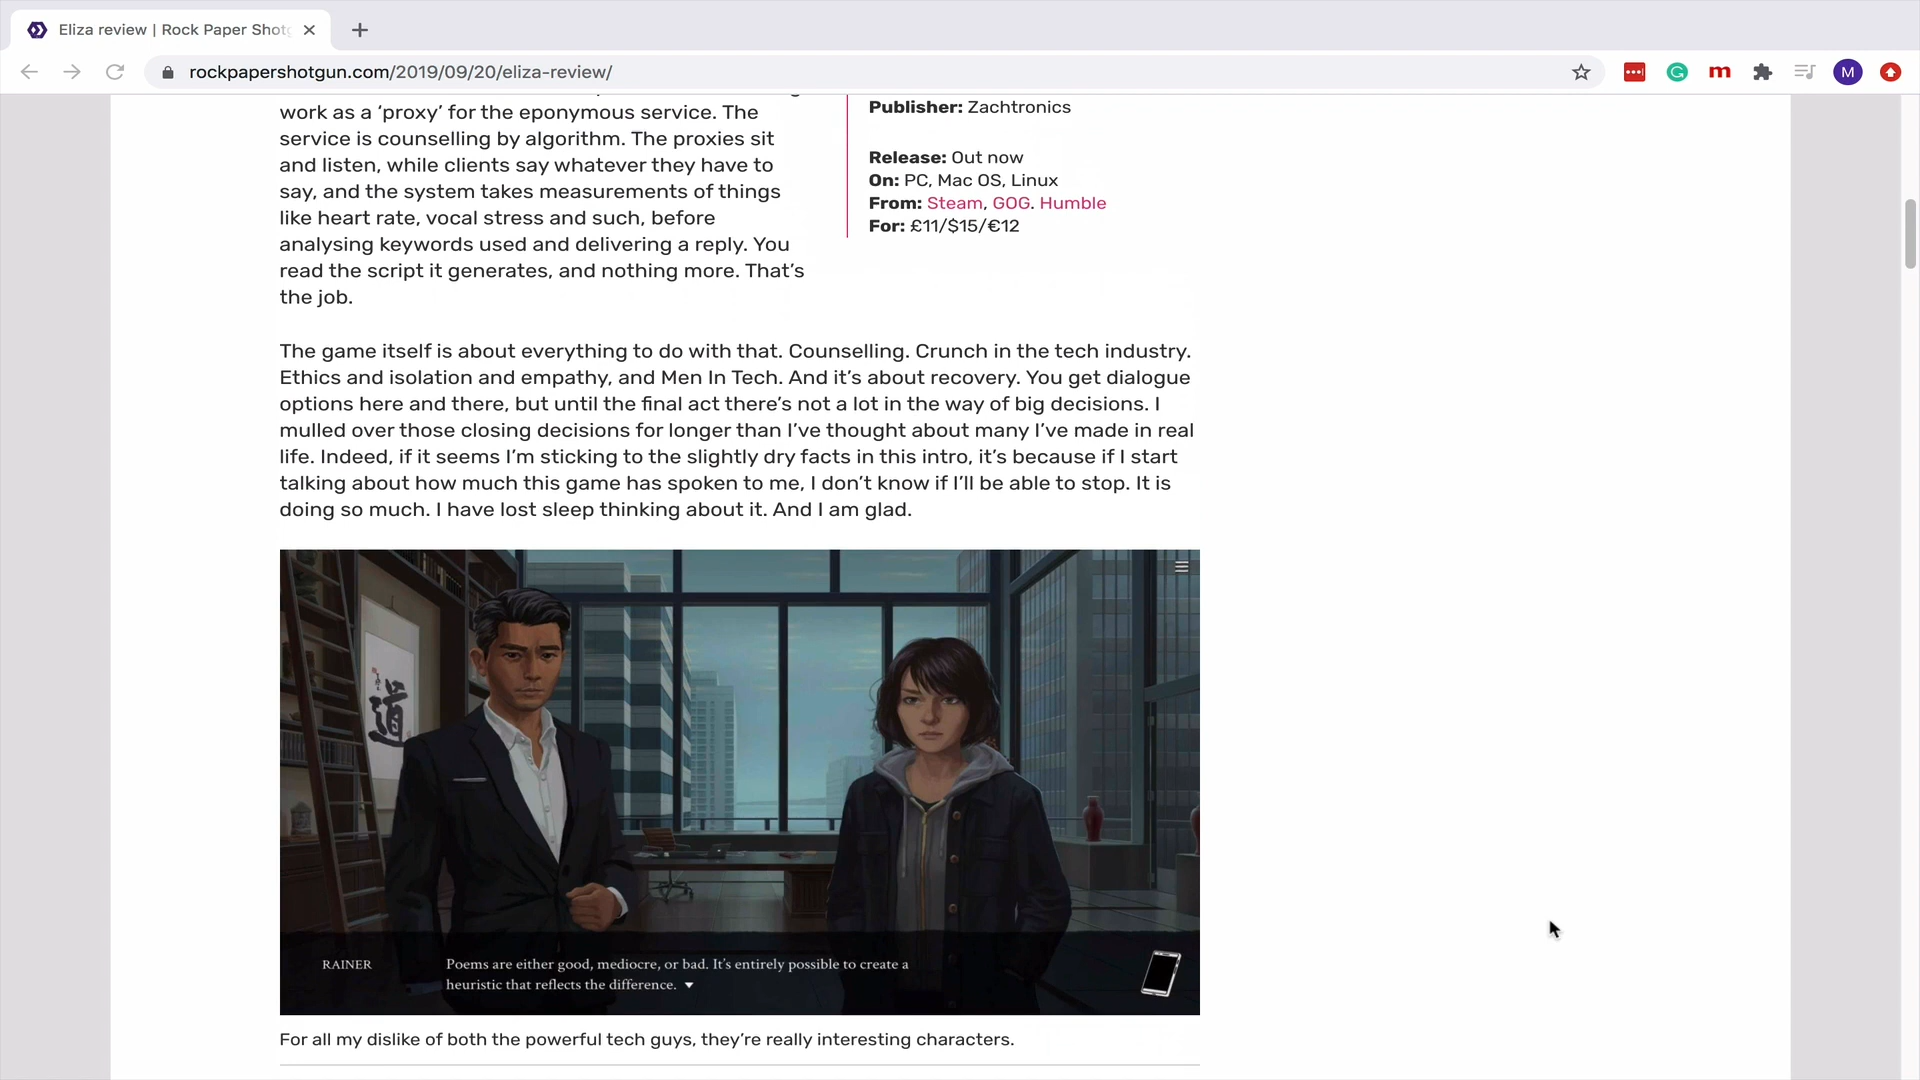 Eliza review | Rock Paper Shot
rockpapershotgun.com/2019/09/20/eliza-review/
M
work as a ‘proxy’ for the eponymous service. The
service is counselling by algorithm. The proxies sit
and listen, while clients say whatever they have to
say, and the system takes measurements of things
like heart rate, vocal stress and such, before
analysing keywords used and delivering a reply. You
read the script it generates, and nothing more. That’s
the job.
Publisher: Zachtronics
Release: Out now
On: PC, Mac OS, Linux
From: Steam, GOG. Humble
For: £11/$15/€12
The game itself is about everything to do with that. Counselling. Crunch in the tech industry.
Ethics and isolation and empathy, and Men In Tech. And it’s about recovery. You get dialogue
options here and there, but until the final act there’s not a lot in the way of big decisions. I
mulled over those closing decisions for longer than I’ve thought about many I’ve made in real
life. Indeed, if it seems I’m sticking to the slightly dry facts in this intro, it’s because if I start
talking about how much this game has spoken to me, I don’t know if I’ll be able to stop. It is
doing so much. I have lost sleep thinking about it. And I am glad.
道
RAINER
Poems are either good, mediocre, or bad. It’s entirely possible to create a
heuristic that reflects the difference.
For all my dislike of both the powerful tech guys, they’re really interesting characters.